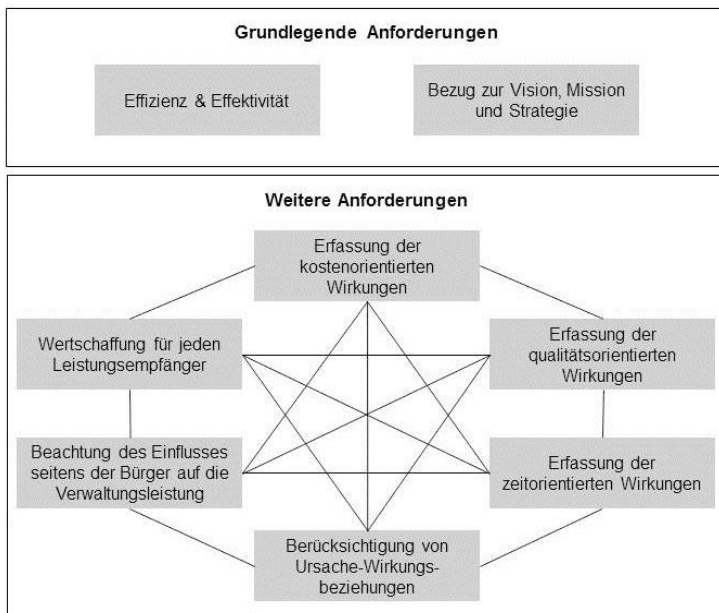 Grundlegende Anforderungen
Effizienz & Effektivität
Bezug zur Vision, Mission
und Strategie
Weitere Anforderungen
Erfassung der
kostenorientierten
Wirkungen
Wertschaffung für jeden
Leistungsempfänger
Erfassung der
qualitätsorientierten
Wirkungen
Beachtung des Einflusses
seitens der Bürger auf die
Verwaltungsleistung
Erfassung der
zeitorientierten Wirkungen
Berücksichtigung von
Ursache-Wirkungs-
beziehungen